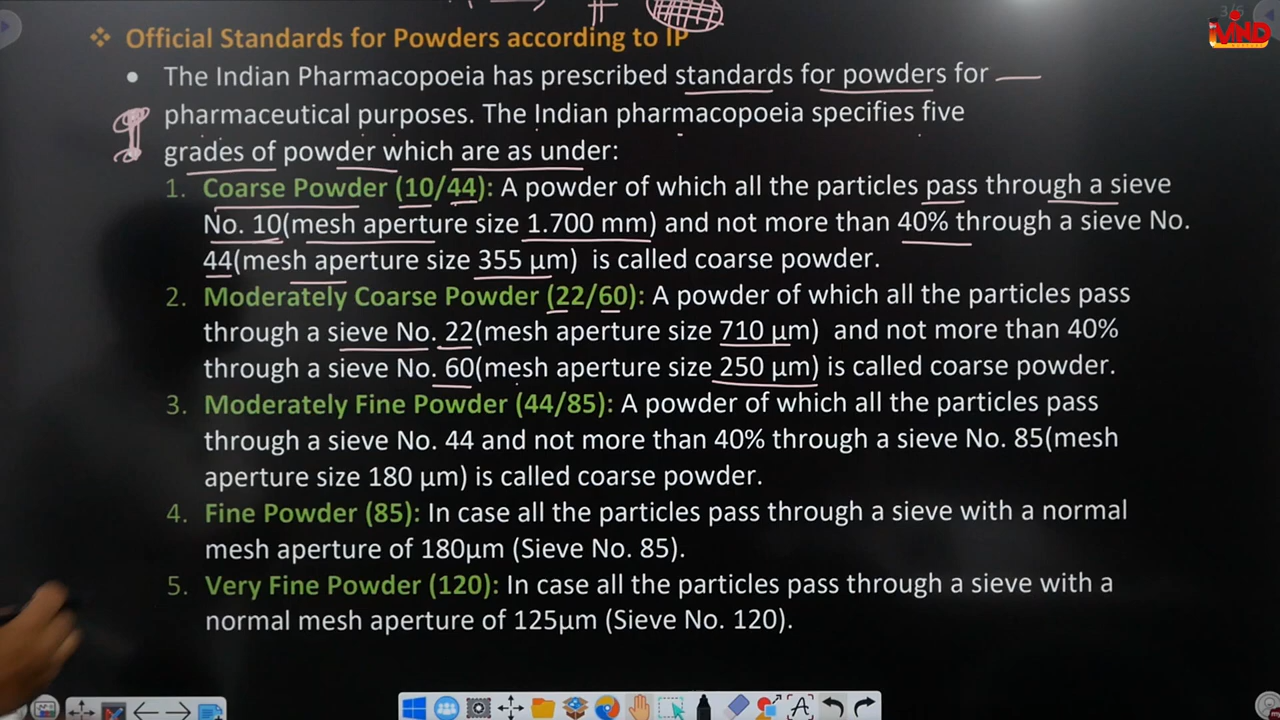 3/6
iMIND
❖ Official Standards for Powders according to IP
• The Indian Pharmacopoeia has prescribed standards for powders for
pharmaceutical purposes. The Indian pharmacopoeia specifies five
grades of powder which are as under:
1. Coarse Powder (10/44): A powder of which all the particles pass through a sieve
No. 10(mesh aperture size 1.700 mm) and not more than 40% through a sieve No.
44(mesh aperture size 355 µm) is called coarse powder.
2. Moderately Coarse Powder (22/60): A powder of which all the particles pass
through a sieve No. 22(mesh aperture size 710 µm) and not more than 40%
through a sieve No. 60(mesh aperture size 250 µm) is called coarse powder.
3. Moderately Fine Powder (44/85): A powder of which all the particles pass
through a sieve No. 44 and not more than 40% through a sieve No. 85(mesh
aperture size 180 µm) is called coarse powder.
4. Fine Powder (85): In case all the particles pass through a sieve with a normal
mesh aperture of 180µm (Sieve No. 85).
5. Very Fine Powder (120): In case all the particles pass through a sieve with a
normal mesh aperture of 125µm (Sieve No. 120).